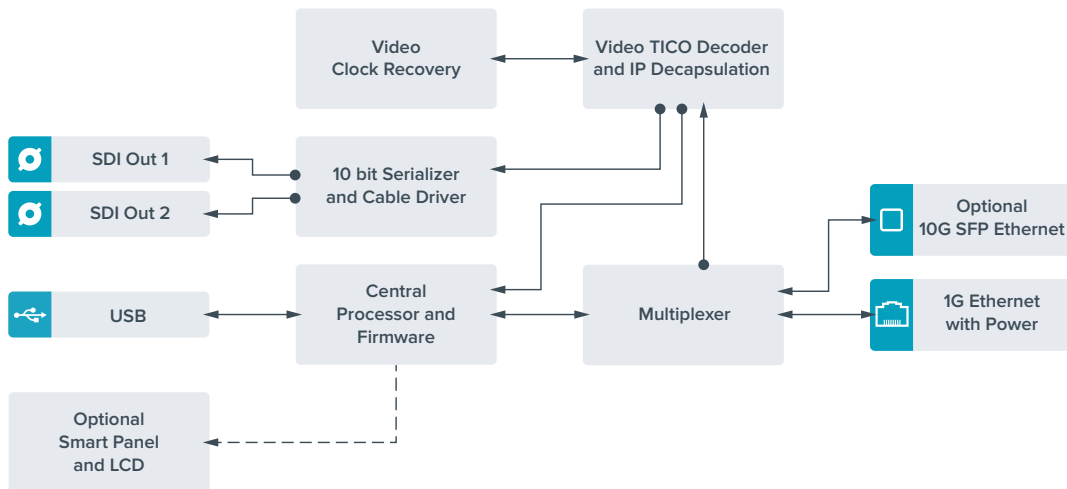 Video
Clock Recovery
Video TICO Decoder
and IP Decapsulation
SDI Out 1
SDI Out 2
10 bit Serializer
and Cable Driver
Optional
10G SFP Ethernet
USB
Central
Processor and
Firmware
Multiplexer
1G Ethernet
with Power
Optional
Smart Panel
and LCD